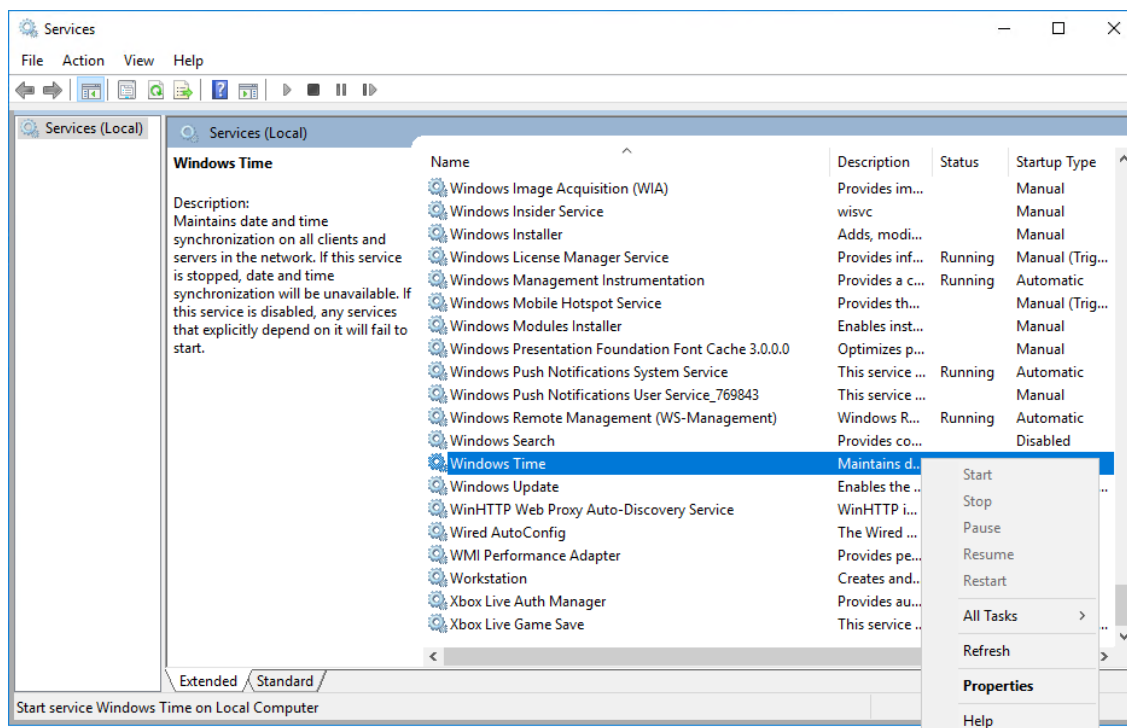 Services
File Action View Help
Services (Local)
Services (Local)
Windows Time
Description:
Maintains date and time
synchronization on all clients and
servers in the network. If this service
is stopped, date and time
synchronization will be unavailable. If
this service is disabled, any services
that explicitly depend on it will fail to
start.
Name Description Status Startup Type
Windows Image Acquisition (WIA) Provides im... Manual
Windows Insider Service wisvc Manual
Windows Installer Adds, modi... Manual
Windows License Manager Service Provides inf... Running Manual (Trig...
Windows Management Instrumentation Provides a c... Running Automatic
Windows Mobile Hotspot Service Provides th... Manual (Trig...
Windows Modules Installer Enables inst... Manual
Windows Presentation Foundation Font Cache 3.0.0.0 Optimizes p... Manual
Windows Push Notifications System Service This service ... Running Automatic
Windows Push Notifications User Service_769843 This service ... Manual
Windows Remote Management (WS-Management) Windows R... Running Automatic
Windows Search Provides co... Disabled
Windows Time Maintains d...
Windows Update Enables the ...
WinHTTP Web Proxy Auto-Discovery Service WinHTTP i...
Wired AutoConfig The Wired ...
WMI Performance Adapter Provides pe...
Workstation Creates and...
Xbox Live Auth Manager Provides au...
Xbox Live Game Save This service ...
Start
Stop
Pause
Resume
Restart
All Tasks
Refresh
Properties
Help
Extended Standard
Start service Windows Time on Local Computer